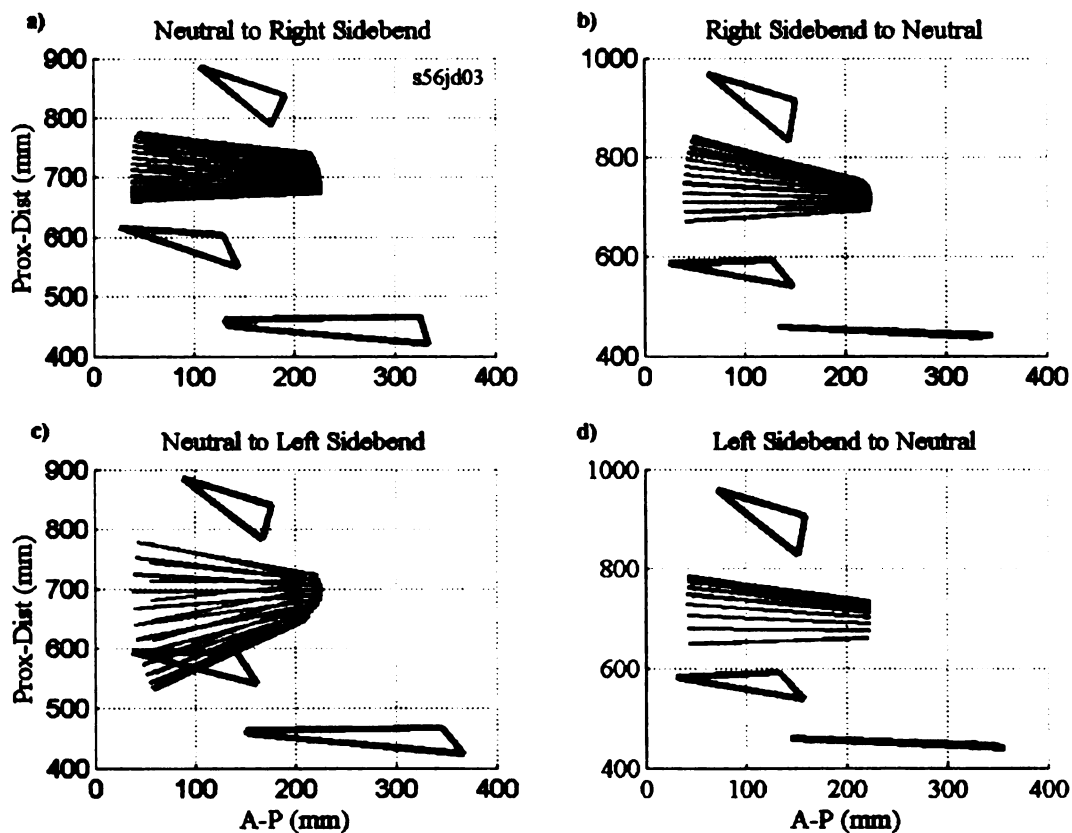 a)
Neutral to Right Sidebend
s56jd03
Prox-Dist (mm)
900
800
700
600
500
400
0 100 200 300 400
b)
Right Sidebend to Neutral
1000
800
600
400
0 100 200 300 400
c)
Neutral to Left Sidebend
Prox-Dist (mm)
900
800
700
600
500
400
0 100 200 300 400
A-P (mm)
d)
Left Sidebend to Neutral
1000
800
600
400
0 100 200 300 400
A-P (mm)